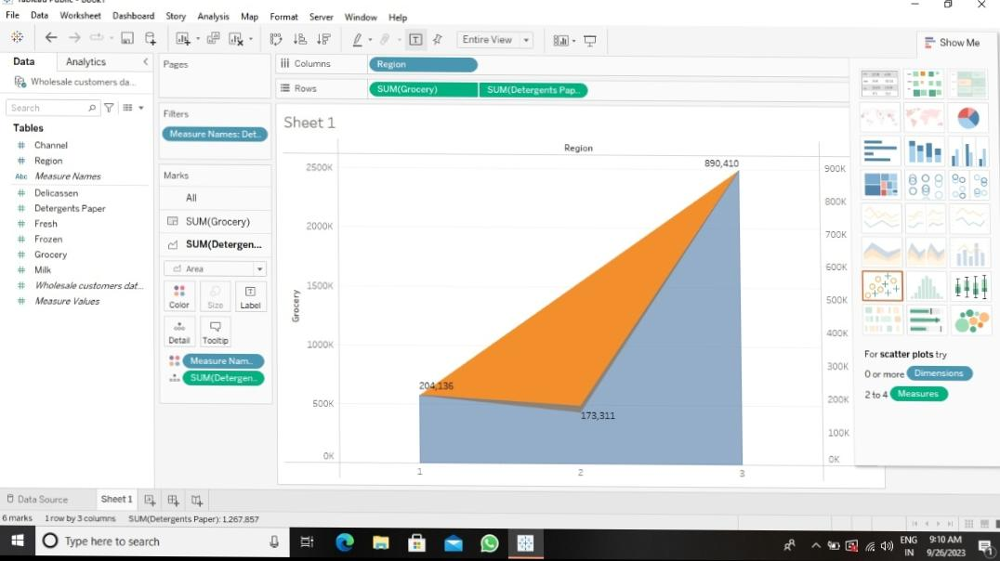 Tableau Public - Book1
File Data Worksheet Dashboard Story Analysis Map Format Server Window Help
Entire View
Show Me
Data Analytics
Wholesale customers da...
Search
Tables
Channel
Region
Measure Names
Delicassen
Detergents Paper
Fresh
Frozen
Grocery
Milk
Wholesale customers dat...
Measure Values
Pages
Filters
Measure Names: Det..
Marks
All
SUM(Grocery)
SUM(Detergen...
Area
Color Size Label
Detail Tooltip
Measure Nam..
SUM(Detergen..
Columns Region
Rows SUM(Grocery) SUM(Detergents Pap..
Sheet 1
Region
2500K
2000K
1500K
1000K
500K
0K
Grocery
890,410
204,136
173,311
1 2 3
900K
800K
700K
600K
500K
400K
300K
200K
100K
0K
For scatter plots try
0 or more Dimensions
2 to 4 Measures
Data Source Sheet 1
6 marks 1 row by 3 columns SUM(Detergents Paper): 1,267,857
Type here to search
ENG
IN
9:10 AM
9/26/2023
1